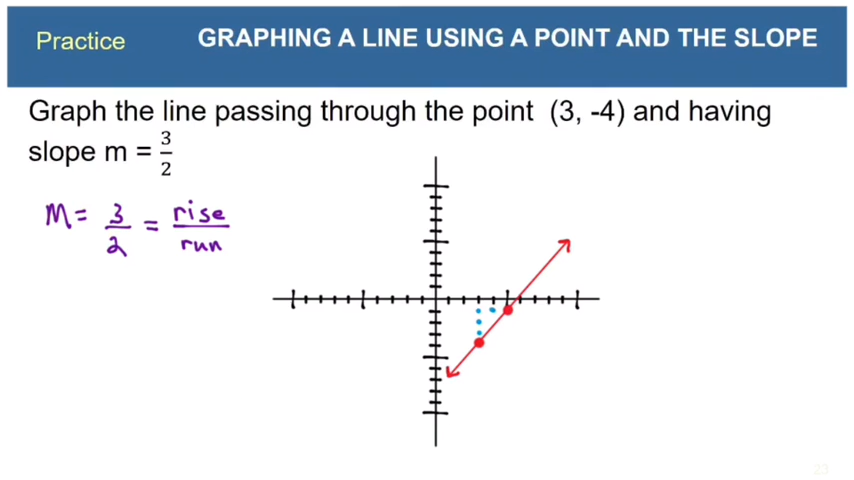 Practice
GRAPHING A LINE USING A POINT AND THE SLOPE
Graph the line passing through the point (3, -4) and having
slope m = 3/2
M = 3/2 = rise/run
23